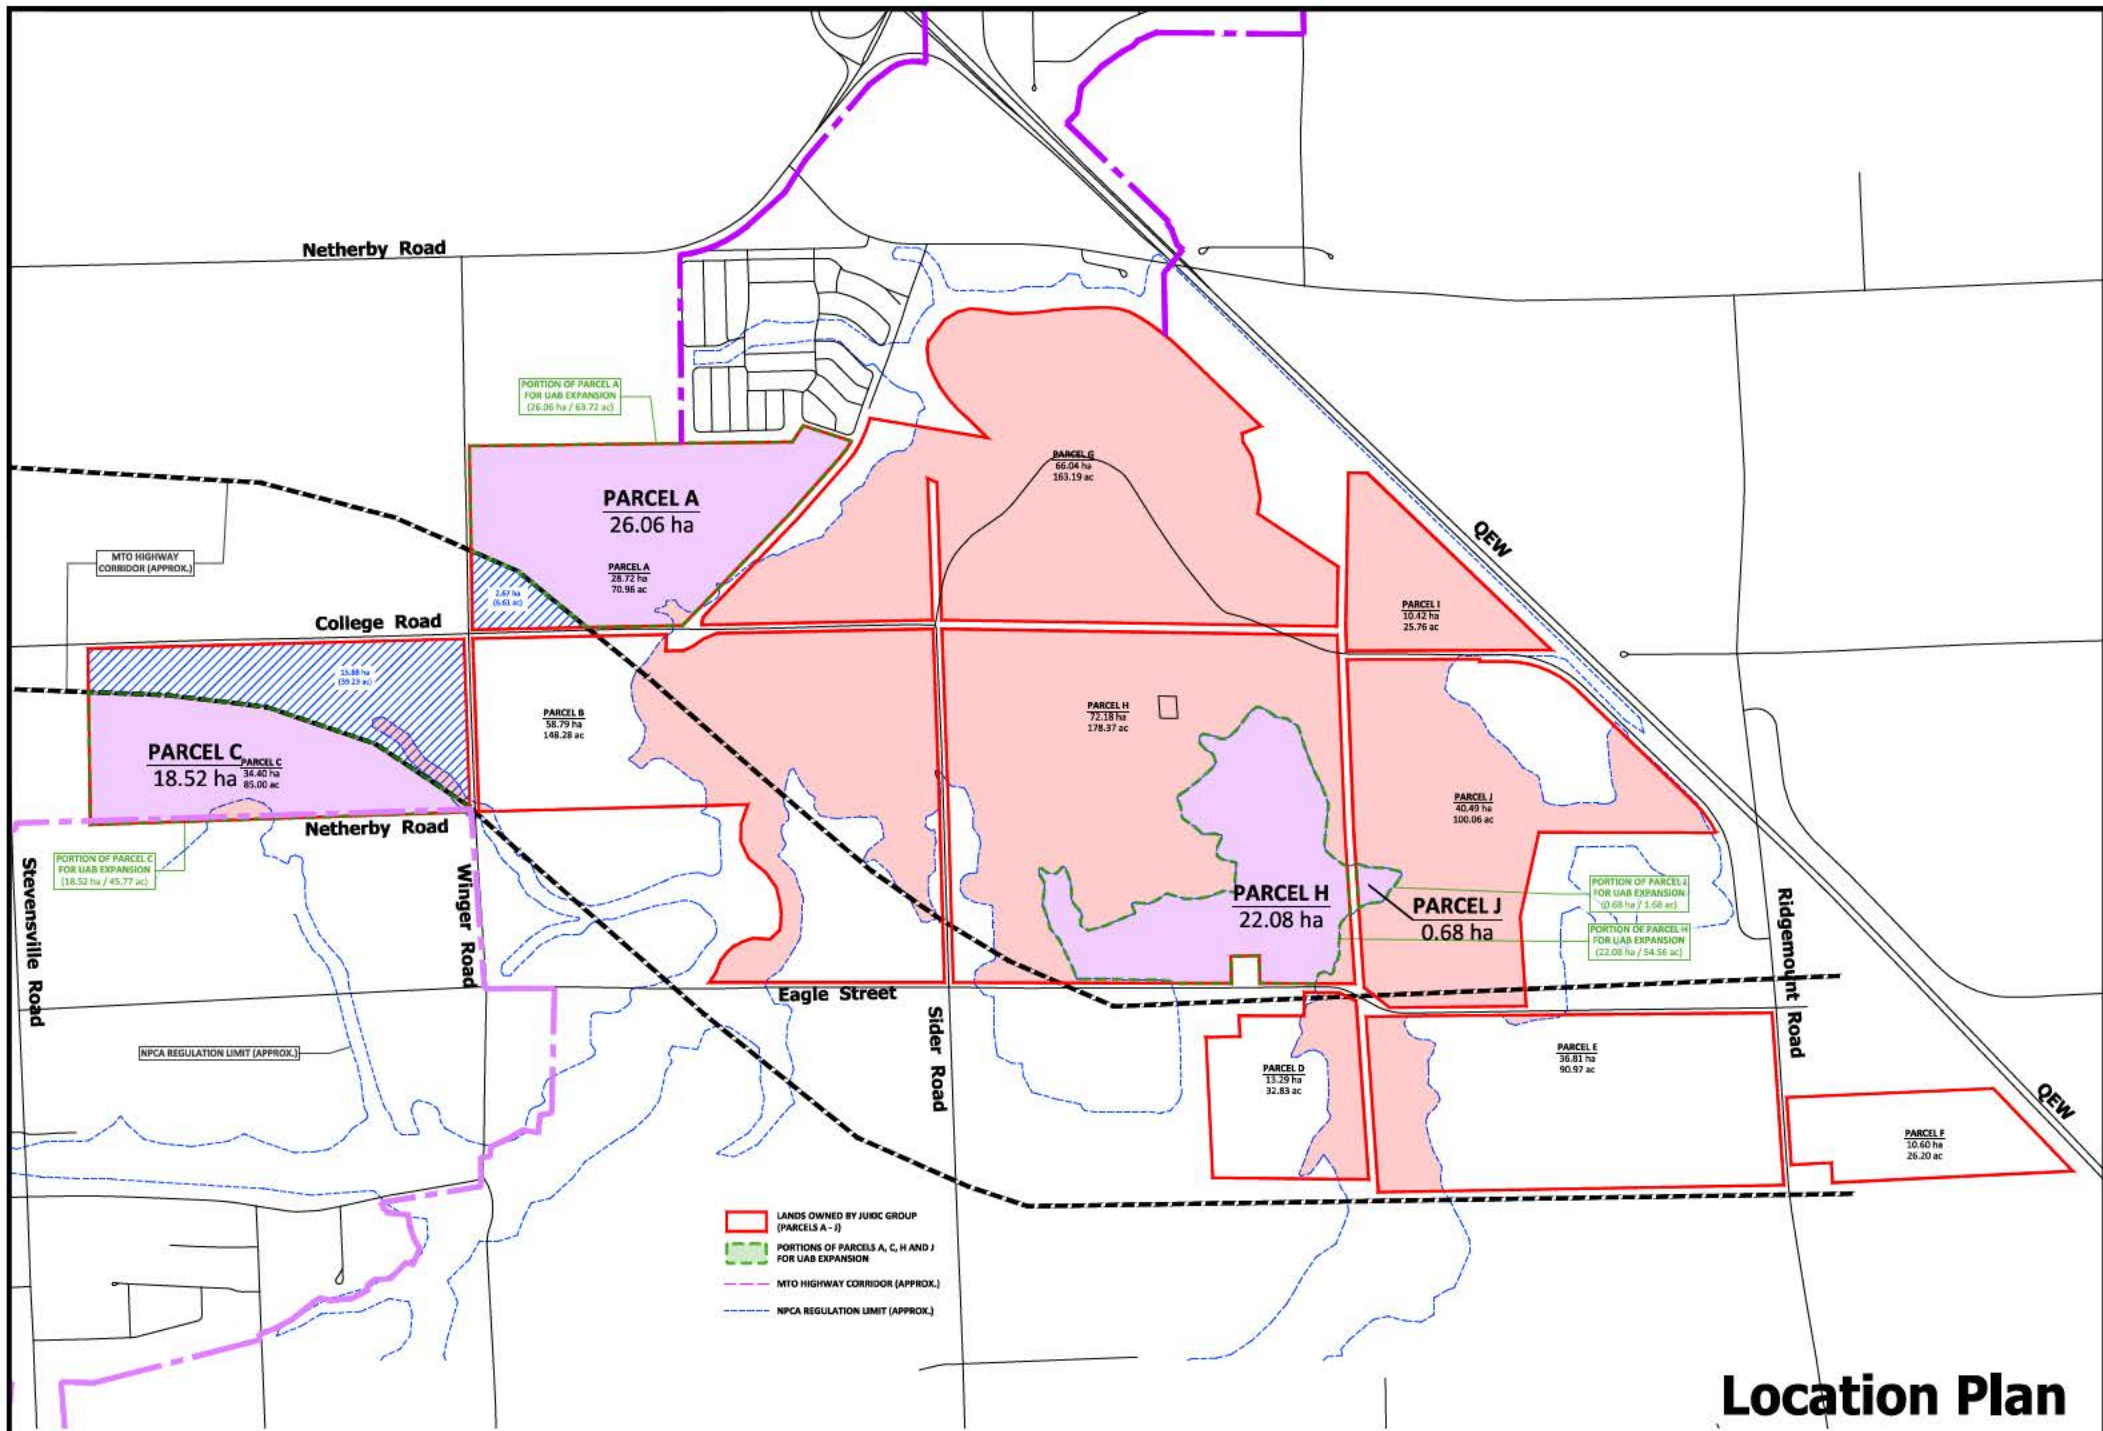 Netherby Road
PORTION OF PARCEL A
FOR UAB EXPANSION
(26.06 ha / 63.72 ac)
PARCEL G
66.04 ha
163.19 ac
PARCEL A
26.06 ha
QEW
MTO HIGHWAY
CORRIDOR (APPROX.)
PARCEL A
28.72 ha
70.96 ac
2.67 ha
(6.61 ac)
PARCEL I
10.42 ha
25.76 ac
College Road
15.88 ha
(39.23 ac)
PARCEL B
58.79 ha
148.28 ac
PARCEL H
72.18 ha
178.37 ac
PARCEL C
18.52 ha
PARCEL C
34.40 ha
85.00 ac
PARCEL J
40.49 ha
100.06 ac
Netherby Road
PORTION OF PARCEL C
FOR UAB EXPANSION
(18.52 ha / 45.77 ac)
Stevensville Road
Winger Road
PARCEL H
22.08 ha
PARCEL J
0.68 ha
PORTION OF PARCEL J
FOR UAB EXPANSION
(0.68 ha / 1.68 ac)
PORTION OF PARCEL H
FOR UAB EXPANSION
(22.08 ha / 54.56 ac)
Ridgemount Road
Eagle Street
Sider Road
NPCA REGULATION LIMIT (APPROX.)
PARCEL D
13.29 ha
32.83 ac
PARCEL E
36.81 ha
90.97 ac
QEW
PARCEL F
10.60 ha
26.20 ac
LANDS OWNED BY JUKIC GROUP
(PARCELS A - J)
PORTIONS OF PARCELS A, C, H AND J
FOR UAB EXPANSION
MTO HIGHWAY CORRIDOR (APPROX.)
NPCA REGULATION LIMIT (APPROX.)
Location Plan